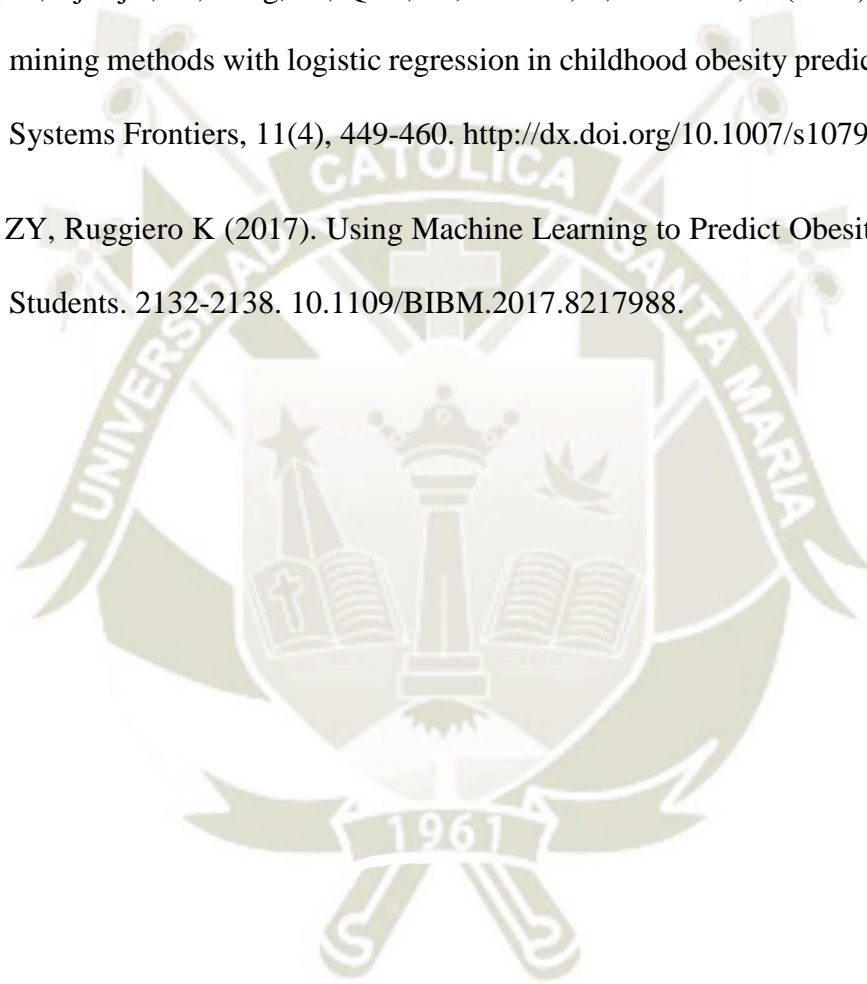 mining methods with logistic regression in childhood obesity predic
Systems Frontiers, 11(4), 449-460. http://dx.doi.org/10.1007/s1079
ZY, Ruggiero K (2017). Using Machine Learning to Predict Obesit
Students. 2132-2138. 10.1109/BIBM.2017.8217988.
UNIVERSIDAD CATOLICA SANTA MARIA
1961